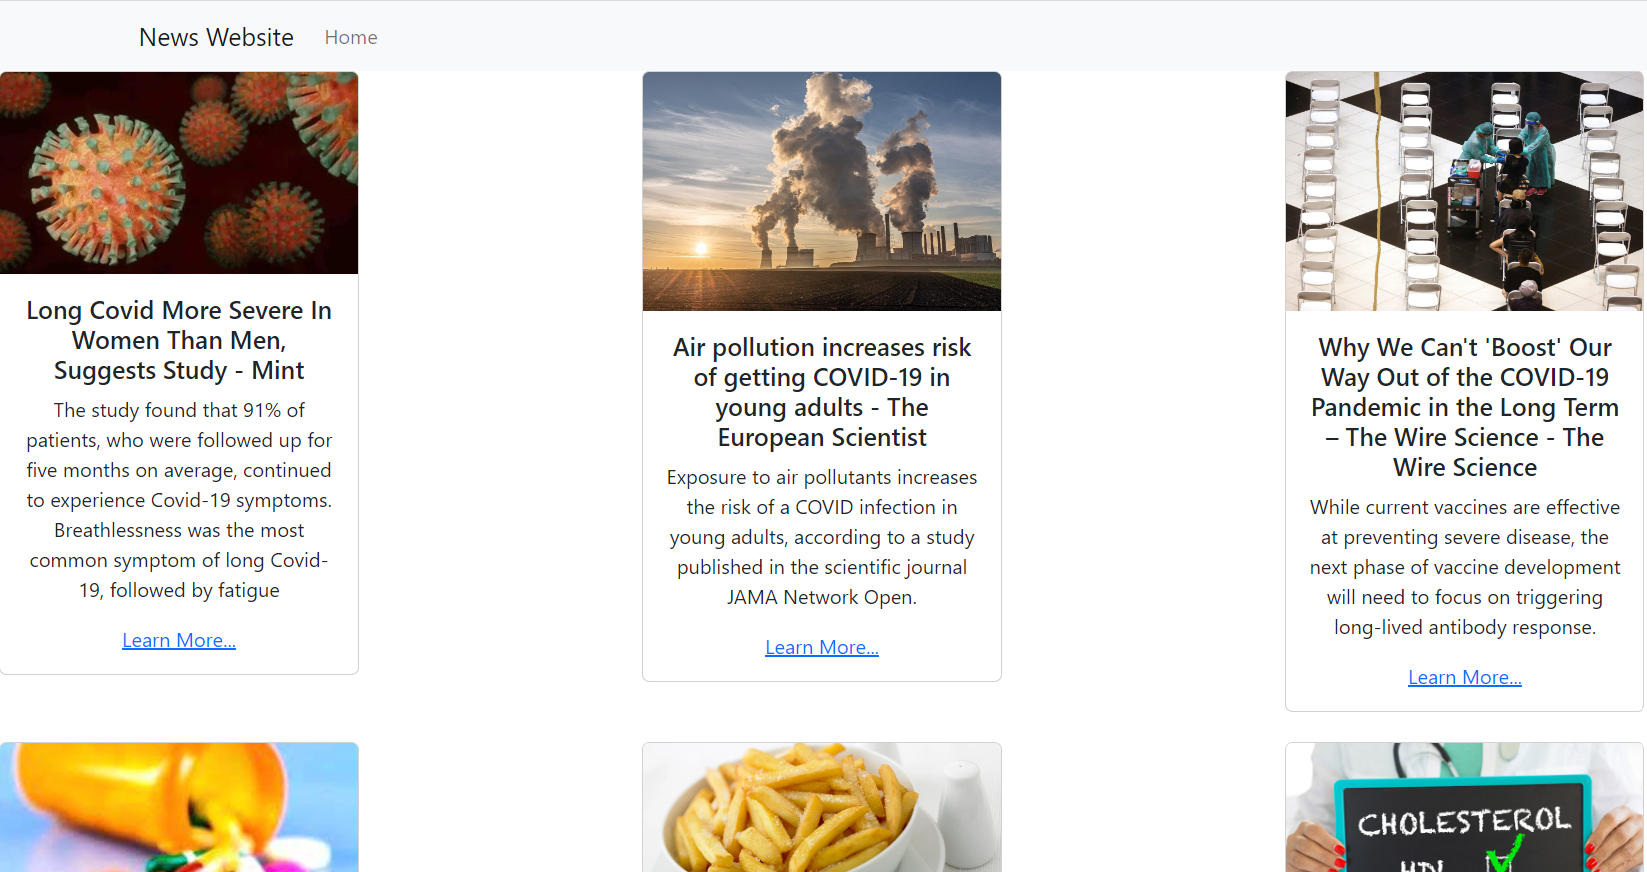 News Website Home
Long Covid More Severe In
Women Than Men,
Suggests Study - Mint
The study found that 91% of
patients, who were followed up for
five months on average, continued
to experience Covid-19 symptoms.
Breathlessness was the most
common symptom of long Covid-
19, followed by fatigue
Learn More...
Air pollution increases risk
of getting COVID-19 in
young adults - The
European Scientist
Exposure to air pollutants increases
the risk of a COVID infection in
young adults, according to a study
published in the scientific journal
JAMA Network Open.
Learn More...
Why We Can't 'Boost' Our
Way Out of the COVID-19
Pandemic in the Long Term
– The Wire Science - The
Wire Science
While current vaccines are effective
at preventing severe disease, the
next phase of vaccine development
will need to focus on triggering
long-lived antibody response.
Learn More...
CHOLESTEROL
HDL